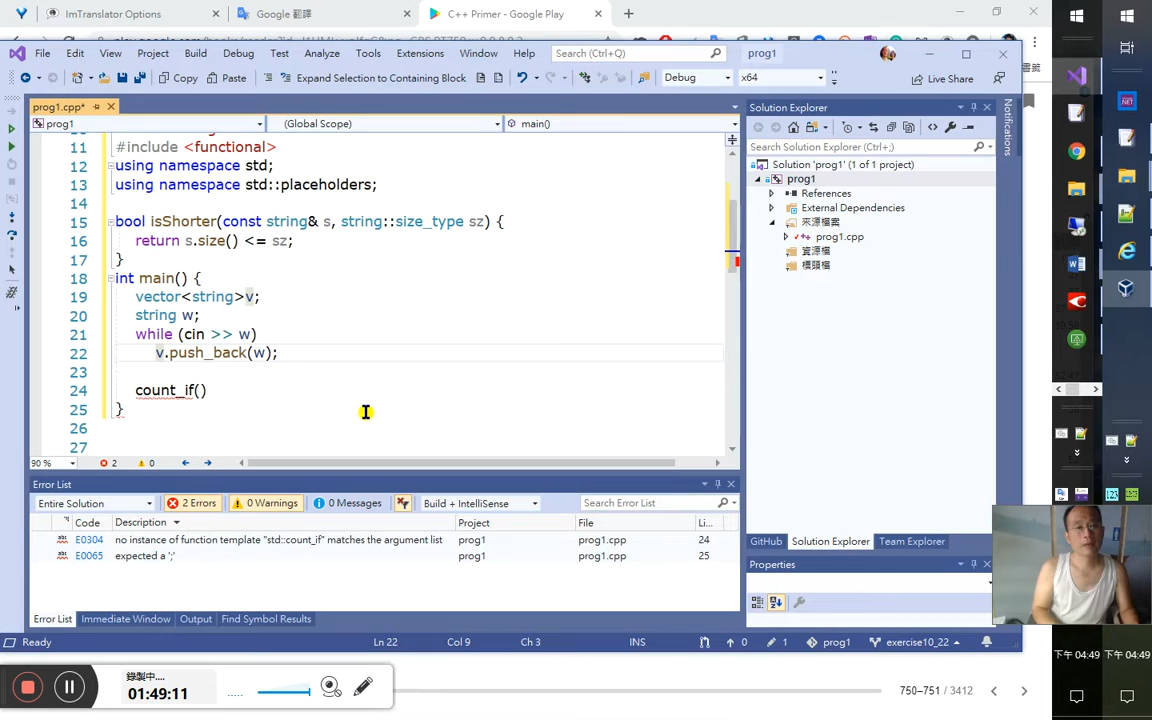 ImTranslator Options
Google 翻譯
C++ Primer - Google Play
File Edit View Project Build Debug Test Analyze Tools Extensions Window Help Search (Ctrl+Q) prog1
Copy Paste Expand Selection to Containing Block Debug x64 Live Share
prog1.cpp*
prog1 (Global Scope) main()
11 #include <functional>
12 using namespace std;
13 using namespace std::placeholders;
14
15 bool isShorter(const string& s, string::size_type sz) {
16 return s.size() <= sz;
17 }
18 int main() {
19 vector<string>v;
20 string w;
21 while (cin >> w)
22 v.push_back(w);
23
24 count_if()
25 }
26
27
90 % 2 0
Solution Explorer
Search Solution Explorer (Ctrl+;)
Solution 'prog1' (1 of 1 project)
prog1
References
External Dependencies
來源檔案
prog1.cpp
資源檔
標頭檔
Notifications
Error List
Entire Solution 2 Errors 0 Warnings 0 Messages Build + IntelliSense Search Error List
Code Description Project File Li...
E0304 no instance of function template "std::count_if" matches the argument list prog1 prog1.cpp 24
E0065 expected a ';' prog1 prog1.cpp 25
GitHub Solution Explorer Team Explorer
Properties
Error List Immediate Window Output Find Symbol Results
Ready Ln 22 Col 9 Ch 3 INS 0 1 prog1 exercise10_22
錄製中...
01:49:11
750–751 / 3412
下午 04:49 下午 04:49